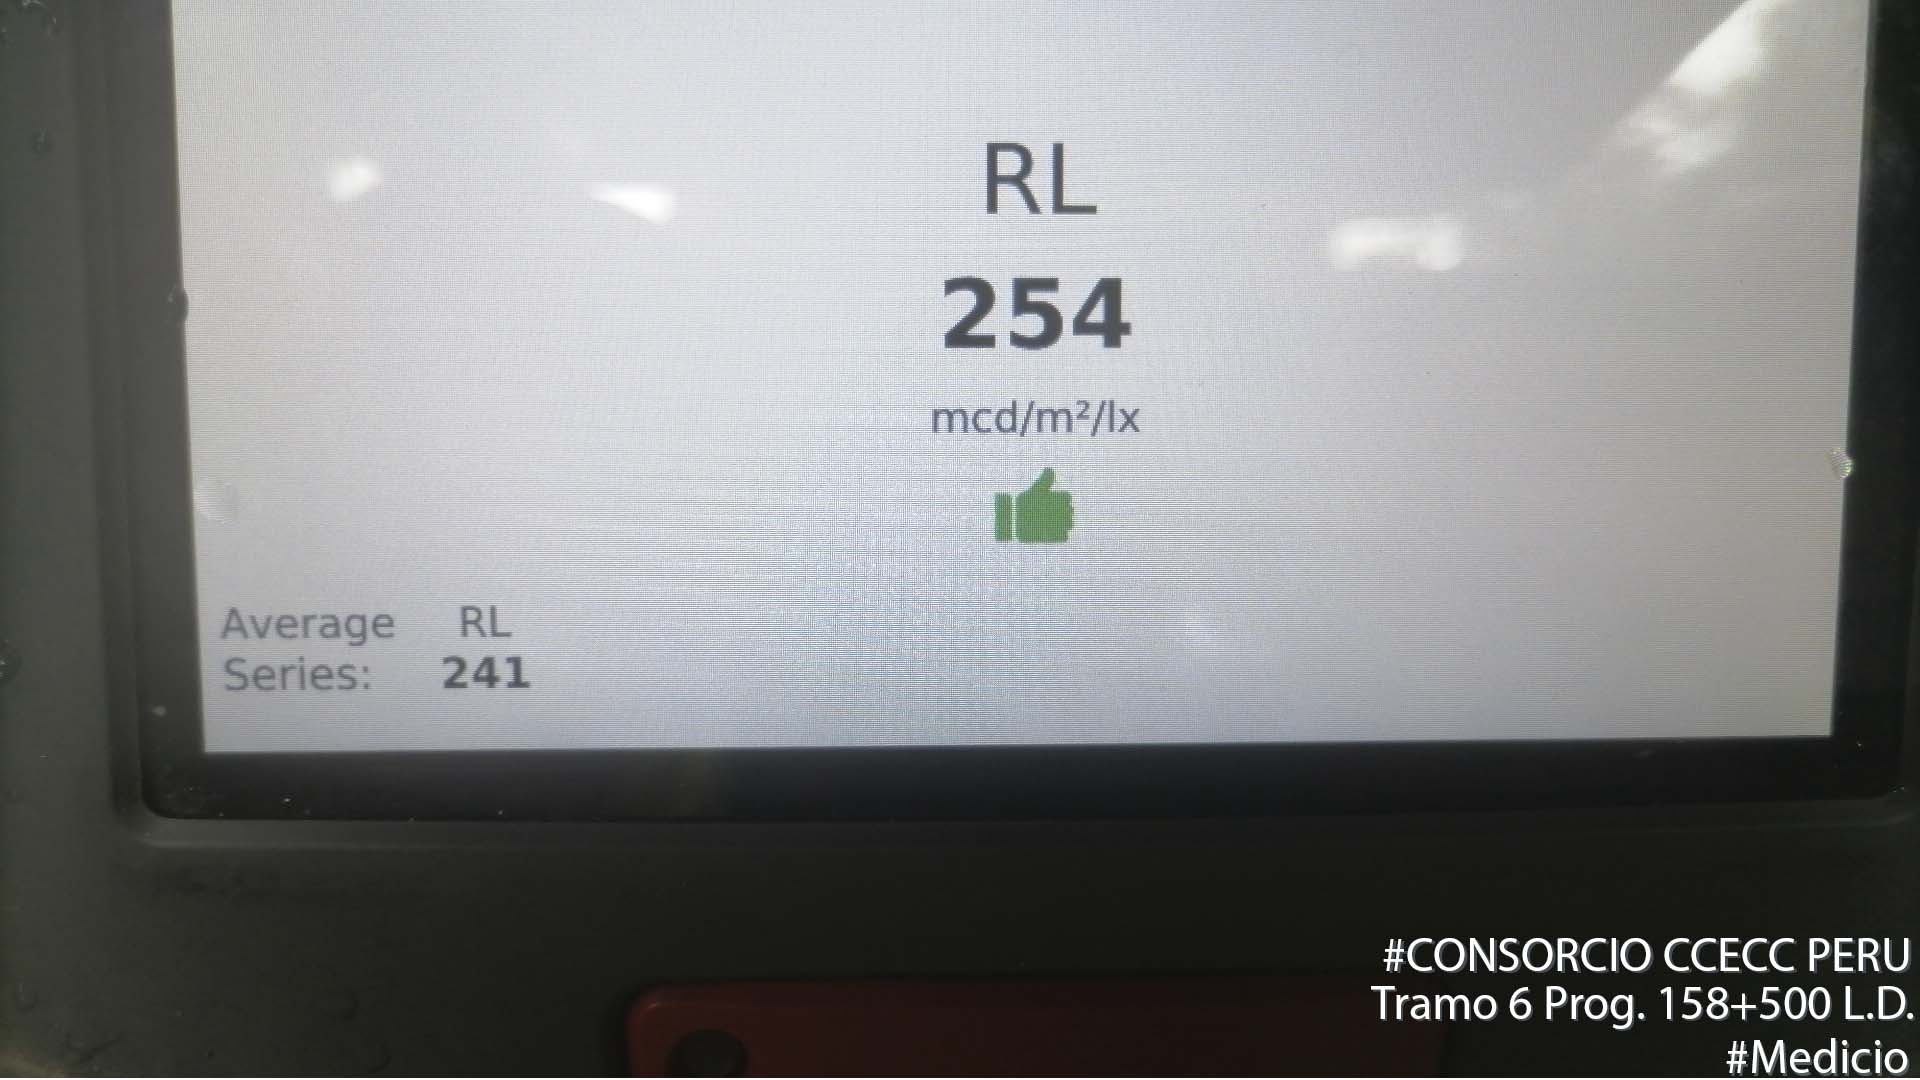 RL
254
mcd/m²/lx
Average RL
Series: 241
#CONSORCIO CCECC PERU
Tramo 6 Prog. 158+500 L.D.
#Medicio